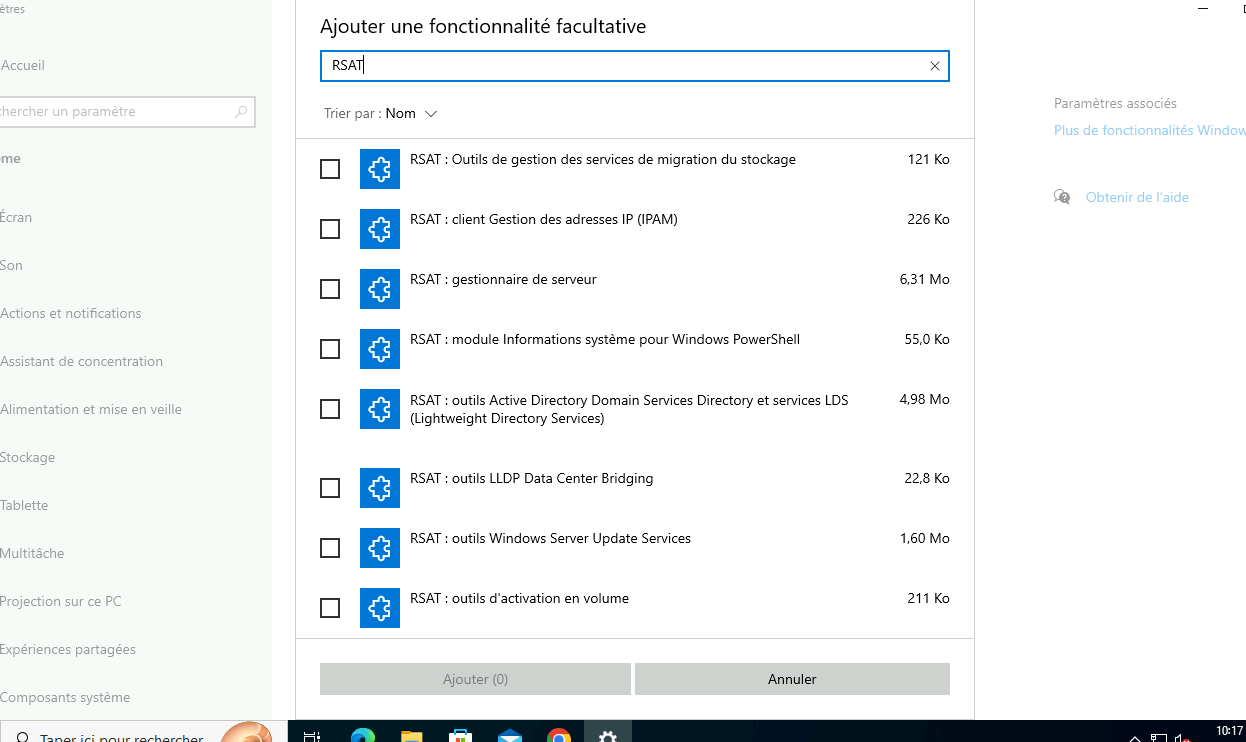 ètres
Accueil
hercher un paramètre
me
Écran
Son
Actions et notifications
Assistant de concentration
Alimentation et mise en veille
Stockage
Tablette
Multitâche
Projection sur ce PC
Expériences partagées
Composants système
Ajouter une fonctionnalité facultative
RSAT
Trier par : Nom
RSAT : Outils de gestion des services de migration du stockage 121 Ko
RSAT : client Gestion des adresses IP (IPAM) 226 Ko
RSAT : gestionnaire de serveur 6,31 Mo
RSAT : module Informations système pour Windows PowerShell 55,0 Ko
RSAT : outils Active Directory Domain Services Directory et services LDS 4,98 Mo
(Lightweight Directory Services)
RSAT : outils LLDP Data Center Bridging 22,8 Ko
RSAT : outils Windows Server Update Services 1,60 Mo
RSAT : outils d'activation en volume 211 Ko
Ajouter (0) Annuler
Paramètres associés
Plus de fonctionnalités Window
Obtenir de l'aide
Taper ici pour rechercher
10:17